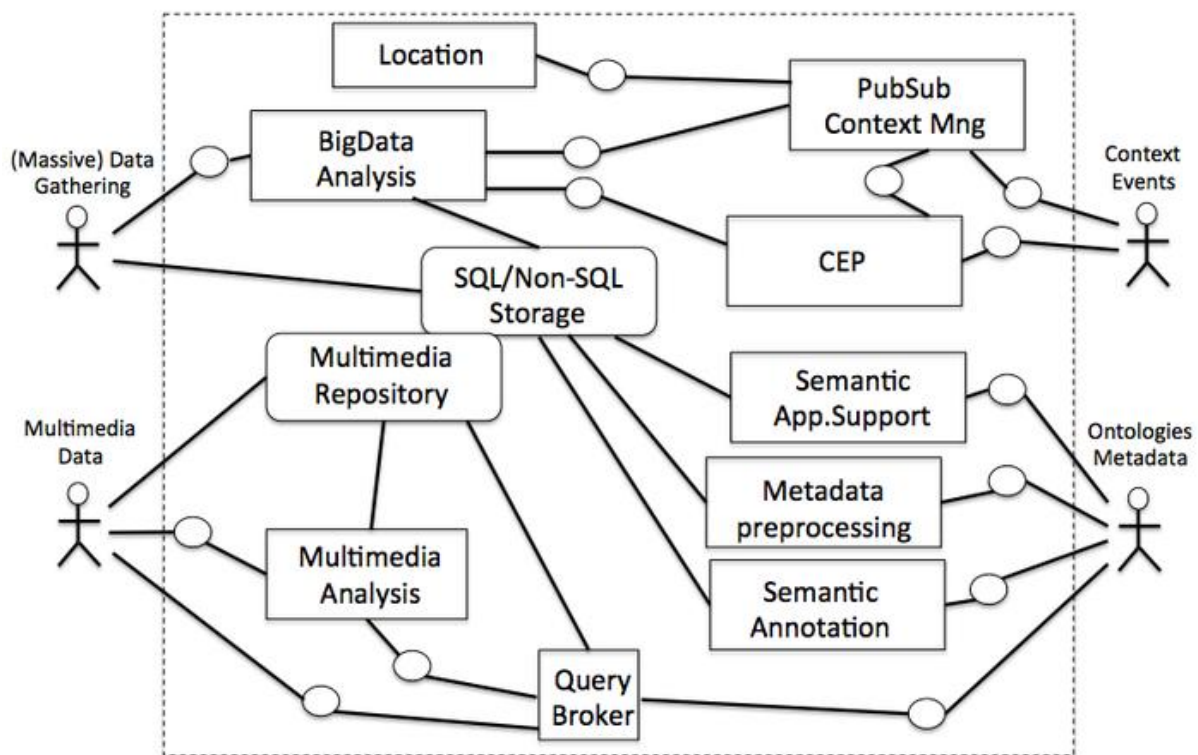 Location
PubSub
Context Mng
BigData
Analysis
(Massive) Data
Gathering
Context
Events
CEP
SQL/Non-SQL
Storage
Multimedia
Repository
Semantic
App.Support
Multimedia
Data
Ontologies
Metadata
Metadata
preprocessing
Multimedia
Analysis
Semantic
Annotation
Query
Broker